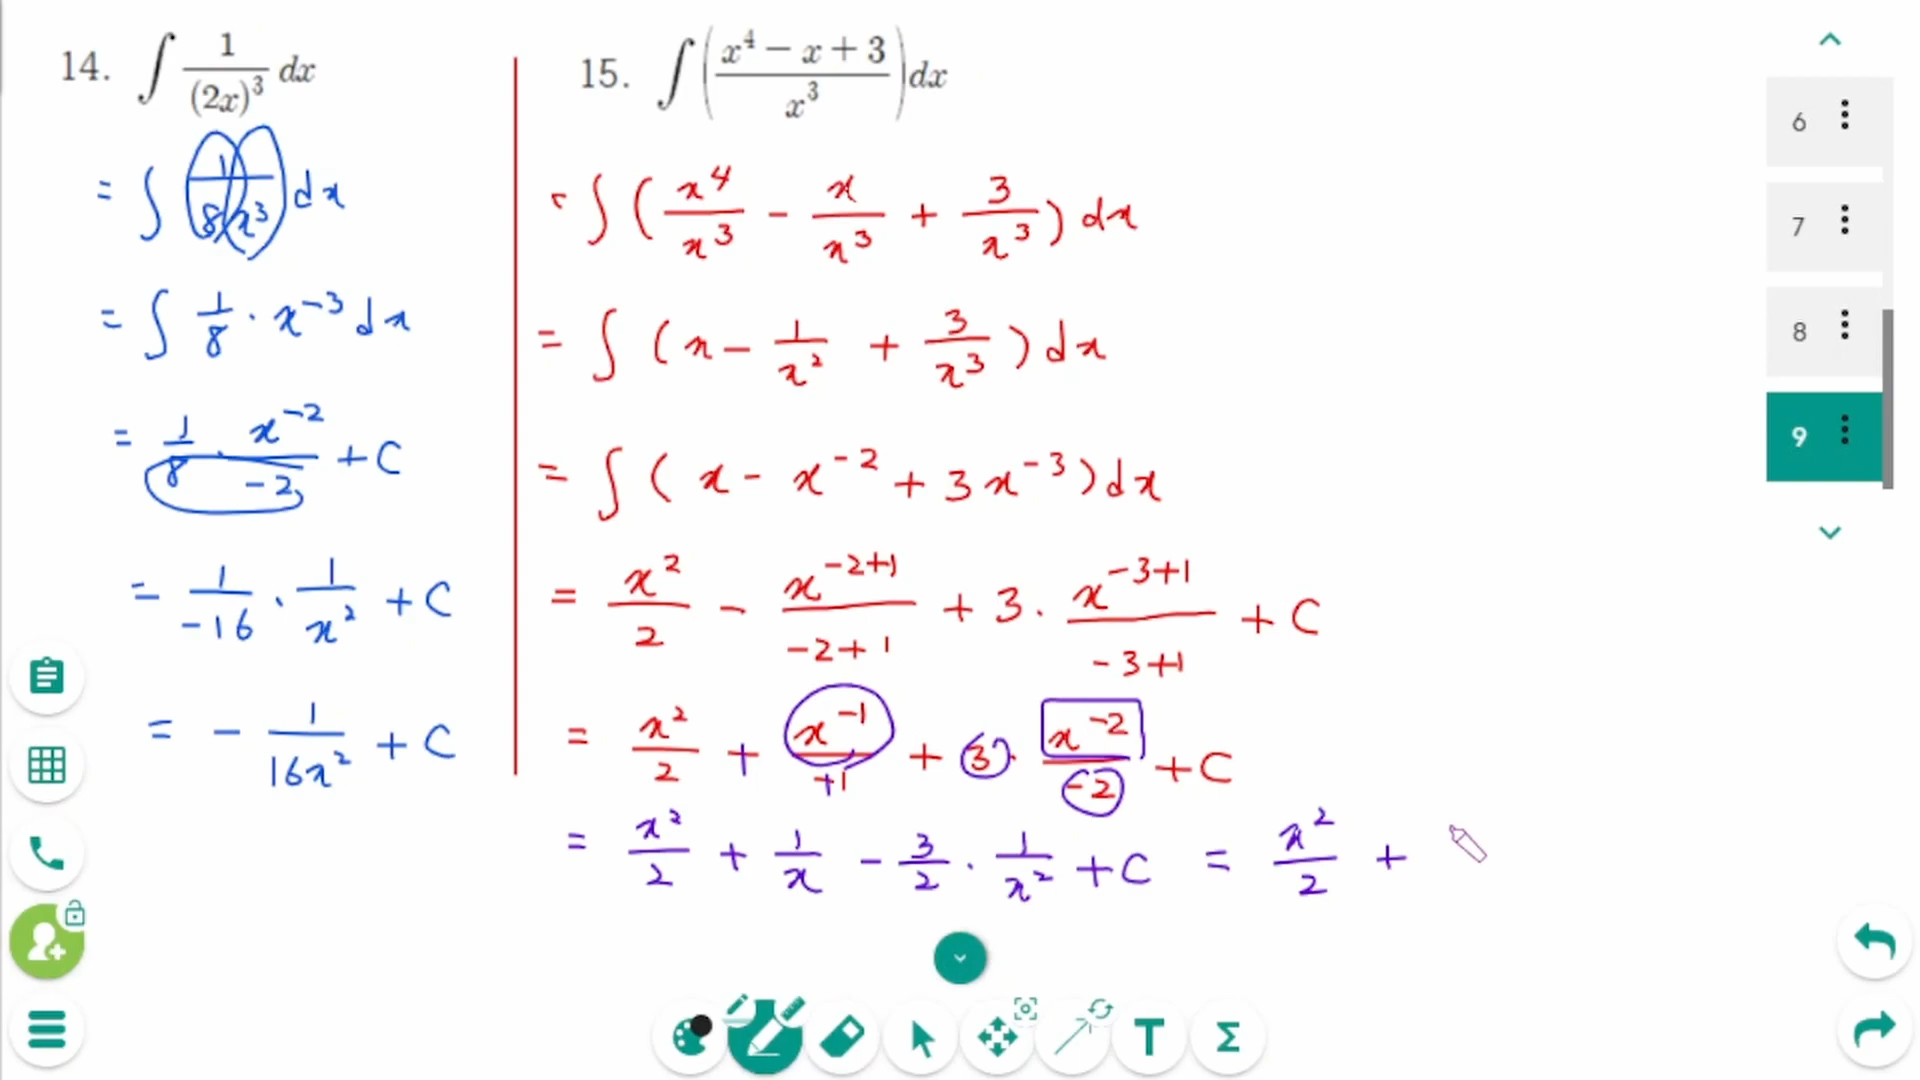 14. ∫ 1/(2x)³ dx
= ∫ 1/8x³ dx
= ∫ 1/8 · x⁻³ dx
= 1/8 · x⁻²/-2 + C
= 1/-16 · 1/x² + C
= - 1/16x² + C
15. ∫ ((x⁴ - x + 3)/x³) dx
= ∫ (x⁴/x³ - x/x³ + 3/x³) dx
= ∫ (x - 1/x² + 3/x³) dx
= ∫ (x - x⁻² + 3x⁻³) dx
= x²/2 - x⁻²⁺¹/-2+1 + 3 · x⁻³⁺¹/-3+1 + C
= x²/2 + x⁻¹/+1 + 3 · x⁻²/-2 + C
= x²/2 + 1/x - 3/2 · 1/x² + C = x²/2 +
6
7
8
9
T
Σ